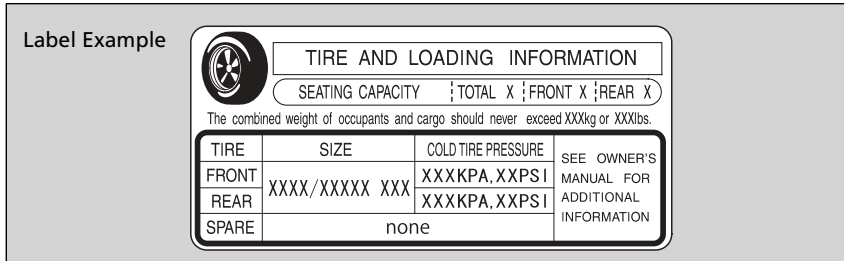 Label Example
TIRE AND LOADING INFORMATION
SEATING CAPACITY TOTAL X FRONT X REAR X
The combined weight of occupants and cargo should never exceed XXXkg or XXXlbs.
TIRE SIZE COLD TIRE PRESSURE
FRONT XXXX/XXXXX XXX XXXKPA,XXPSI
REAR XXXKPA,XXPSI
SPARE none
SEE OWNER'S
MANUAL FOR
ADDITIONAL
INFORMATION